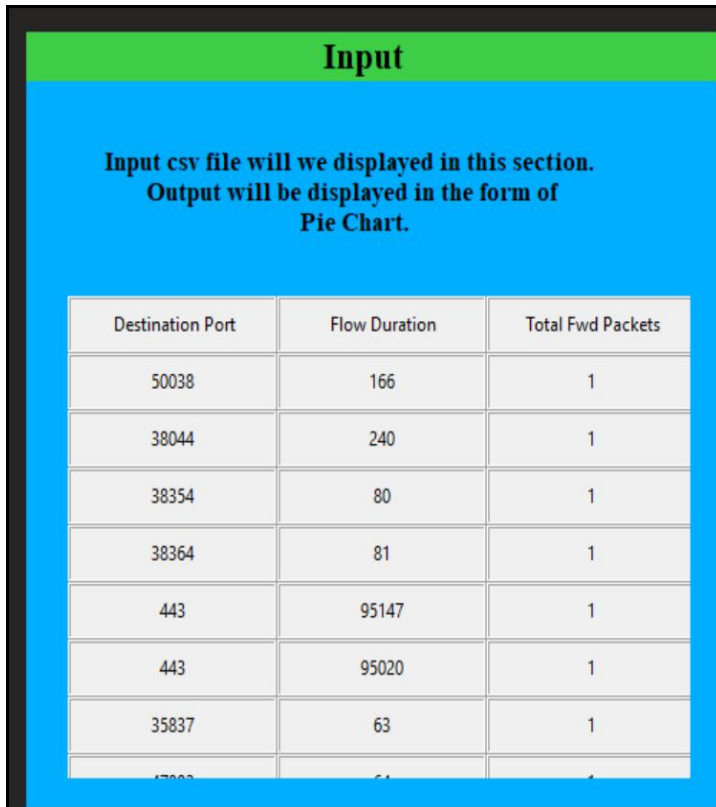 Input
Input csv file will we displayed in this section.
Output will be displayed in the form of
Pie Chart.
Destination Port Flow Duration Total Fwd Packets
50038 166 1
38044 240 1
38354 80 1
38364 81 1
443 95147 1
443 95020 1
35837 63 1